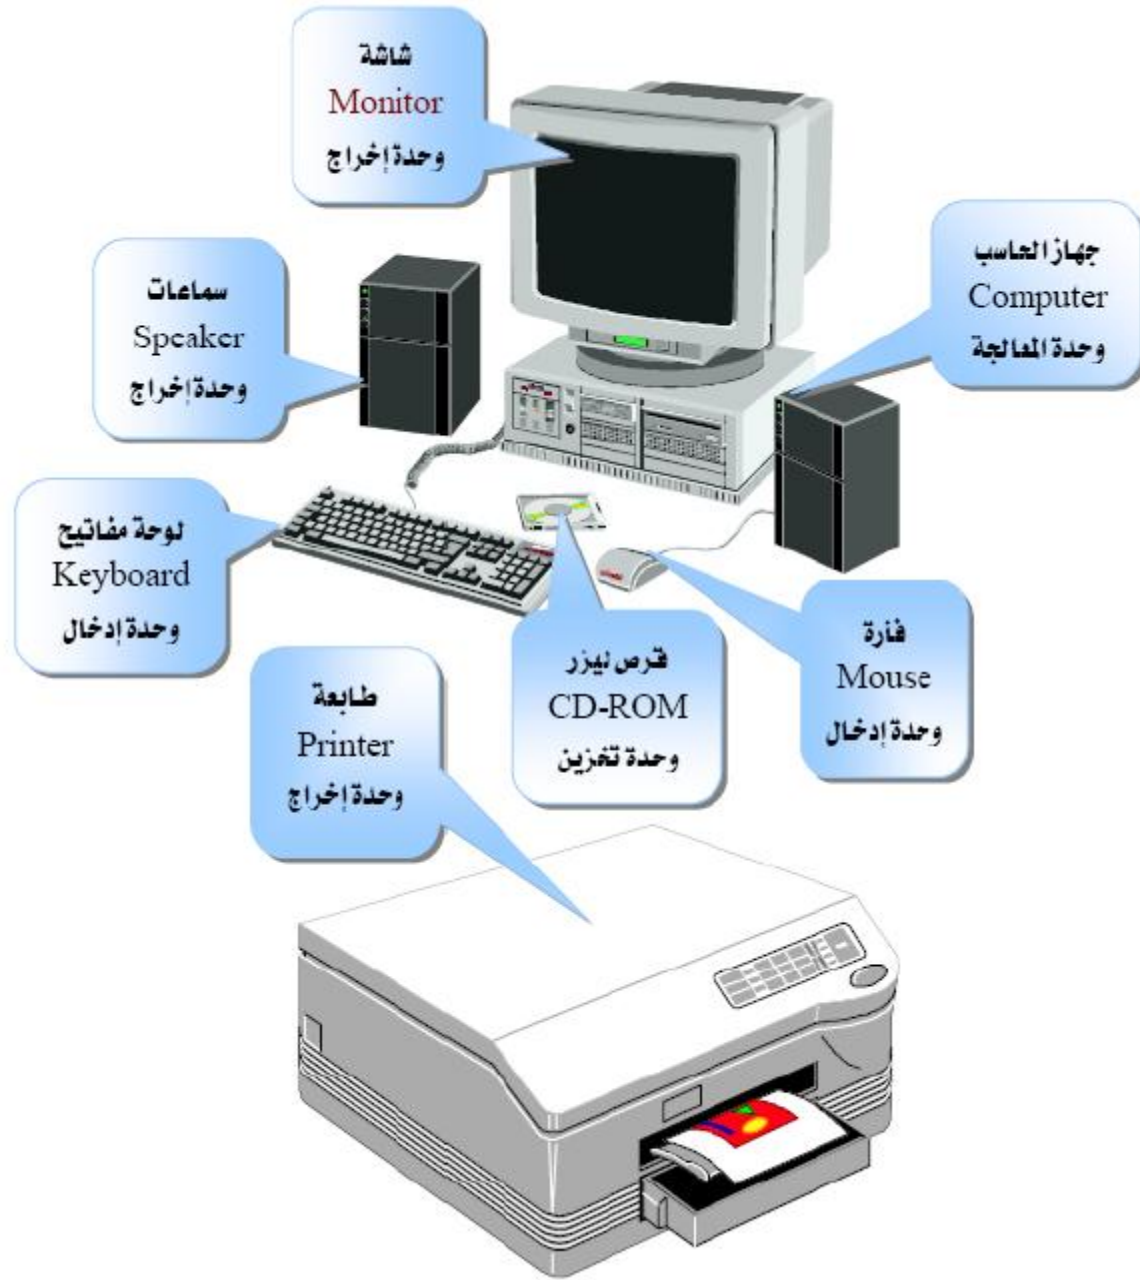 شاشة
Monitor
وحدة إخراج
جهاز الحاسب
Computer
وحدة المعالجة
سماعات
Speaker
وحدة إخراج
لوحة مفاتيح
Keyboard
وحدة إدخال
فأرة
Mouse
وحدة إدخال
قرص ليزر
CD-ROM
وحدة تخزين
طابعة
Printer
وحدة إخراج